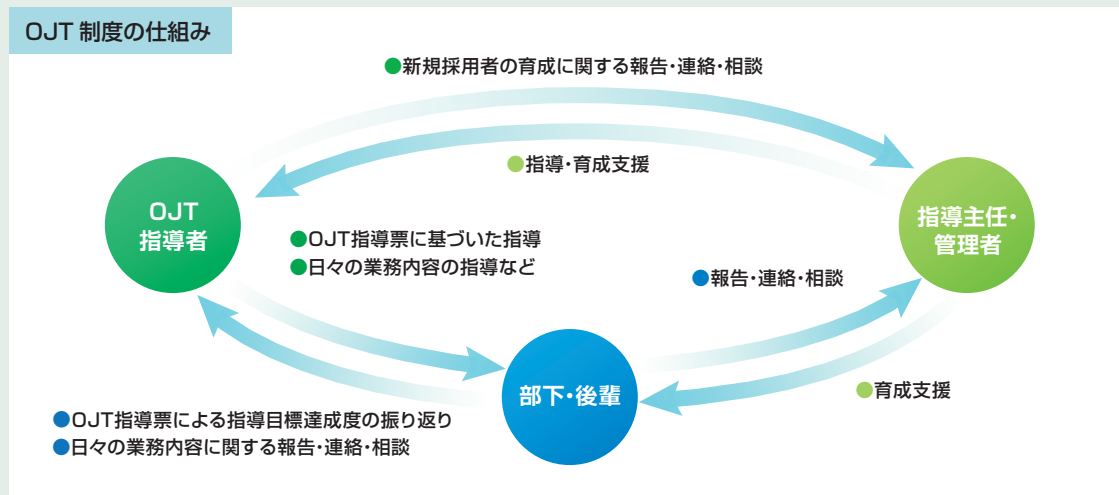 OJT 制度の仕組み
●新規採用者の育成に関する報告・連絡・相談
●指導・育成支援
OJT
指導者
指導主任・
管理者
●OJT指導票に基づいた指導
●日々の業務内容の指導など
●報告・連絡・相談
部下・後輩
●育成支援
●OJT指導票による指導目標達成度の振り返り
●日々の業務内容に関する報告・連絡・相談